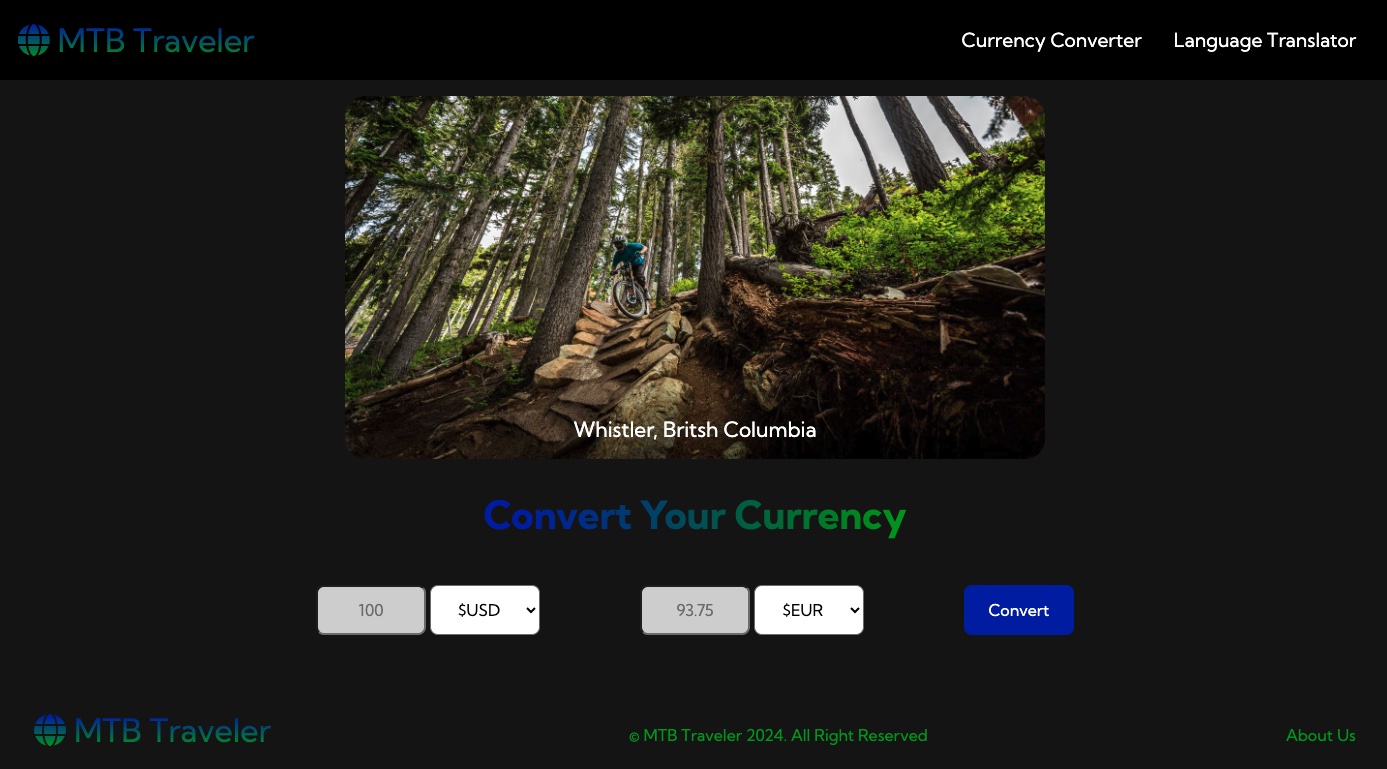 MTB Traveler
Currency Converter Language Translator
Whistler, Britsh Columbia
Convert Your Currency
100 $USD 93.75 $EUR Convert
MTB Traveler
© MTB Traveler 2024. All Right Reserved
About Us